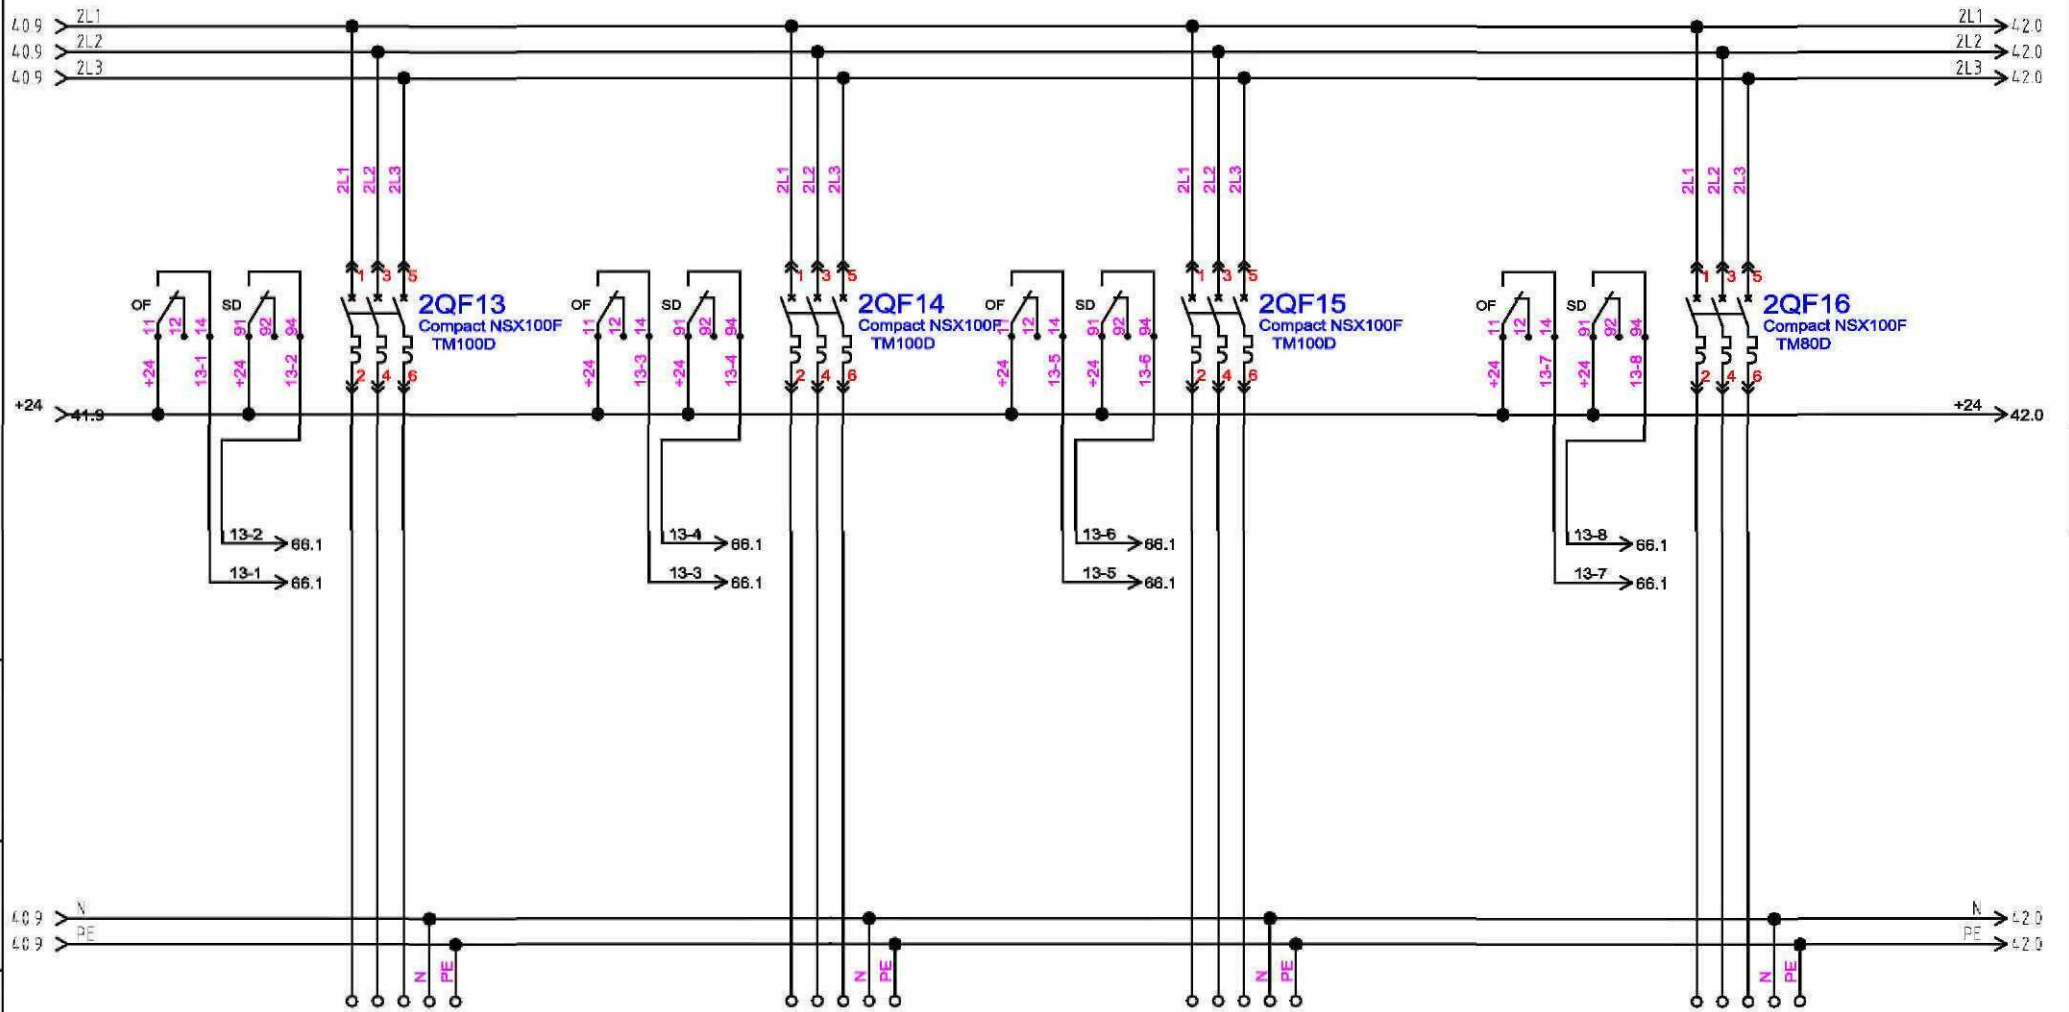 40.9 2L1 2L1 42.0
40.9 2L2 2L2 42.0
40.9 2L3 2L3 42.0
2L1 2L2 2L3 2L1 2L2 2L3 2L1 2L2 2L3 2L1 2L2 2L3
1 3 5 1 3 5 1 3 5 1 3 5
OF SD 2QF13 OF SD 2QF14 OF SD 2QF15 OF SD 2QF16
Compact NSX100F Compact NSX100F Compact NSX100F Compact NSX100F
11 12 14 91 92 94 11 12 14 91 92 94 11 12 14 91 92 94 11 12 14 91 92 94
TM100D TM100D TM100D TM80D
+24 13-1 +24 13-2 2 4 6 +24 13-3 +24 13-4 2 4 6 +24 13-5 +24 13-6 2 4 6 +24 13-7 +24 13-8 2 4 6
+24 41.9 +24 42.0
13-2 66.1 13-4 66.1 13-6 66.1 13-8 66.1
13-1 66.1 13-3 66.1 13-5 66.1 13-7 66.1
40.9 N N 42.0
40.9 PE PE 42.0
N PE N PE N PE N PE